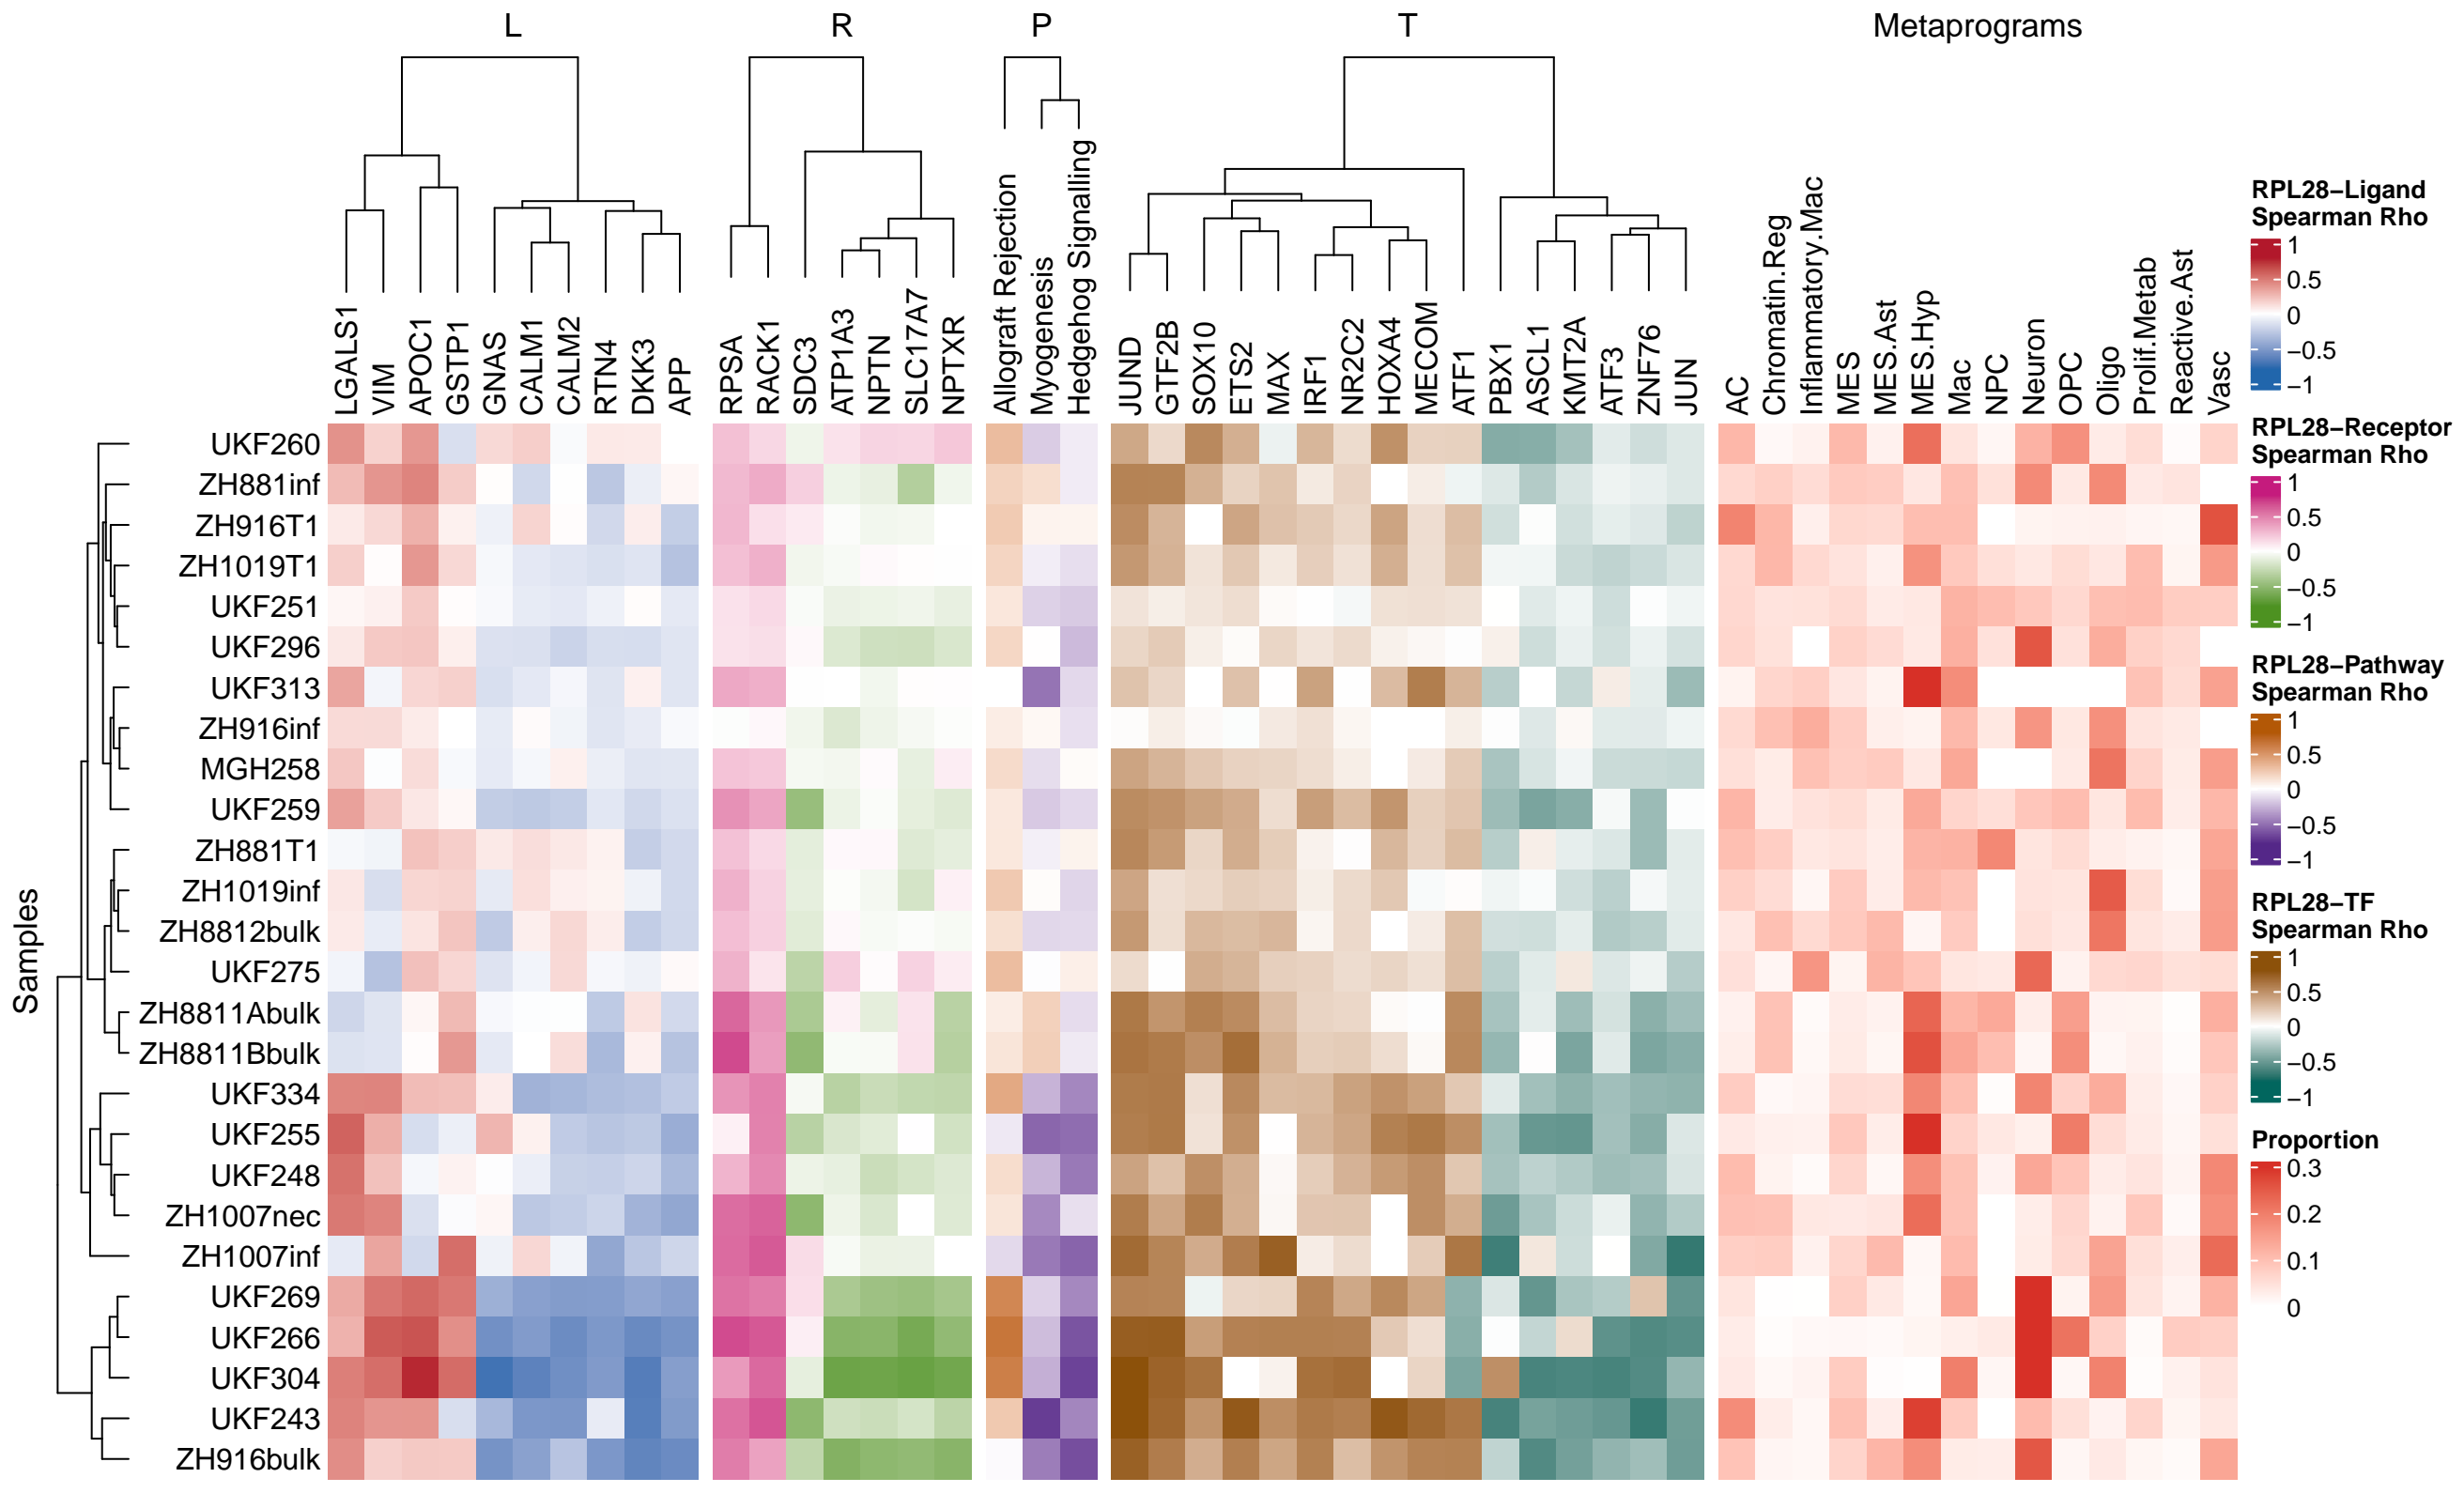 L R P T Metaprograms
LGALS1
VIM
APOC1
GSTP1
GNAS
CALM1
CALM2
RTN4
DKK3
APP
RPSA
RACK1
SDC3
ATP1A3
NPTN
SLC17A7
NPTXR
Allograft Rejection
Myogenesis
Hedgehog Signalling
JUND
GTF2B
SOX10
ETS2
MAX
IRF1
NR2C2
HOXA4
MECOM
ATF1
PBX1
ASCL1
KMT2A
ATF3
ZNF76
JUN
AC
Chromatin.Reg
Inflammatory.Mac
MES
MES.Ast
MES.Hyp
Mac
NPC
Neuron
OPC
Oligo
Prolif.Metab
Reactive.Ast
Vasc
Samples
UKF260
ZH881inf
ZH916T1
ZH1019T1
UKF251
UKF296
UKF313
ZH916inf
MGH258
UKF259
ZH881T1
ZH1019inf
ZH8812bulk
UKF275
ZH8811Abulk
ZH8811Bbulk
UKF334
UKF255
UKF248
ZH1007nec
ZH1007inf
UKF269
UKF266
UKF304
UKF243
ZH916bulk
RPL28−Ligand
Spearman Rho
1
0.5
0
−0.5
−1
RPL28−Receptor
Spearman Rho
1
0.5
0
−0.5
−1
RPL28−Pathway
Spearman Rho
1
0.5
0
−0.5
−1
RPL28−TF
Spearman Rho
1
0.5
0
−0.5
−1
Proportion
0.3
0.2
0.1
0